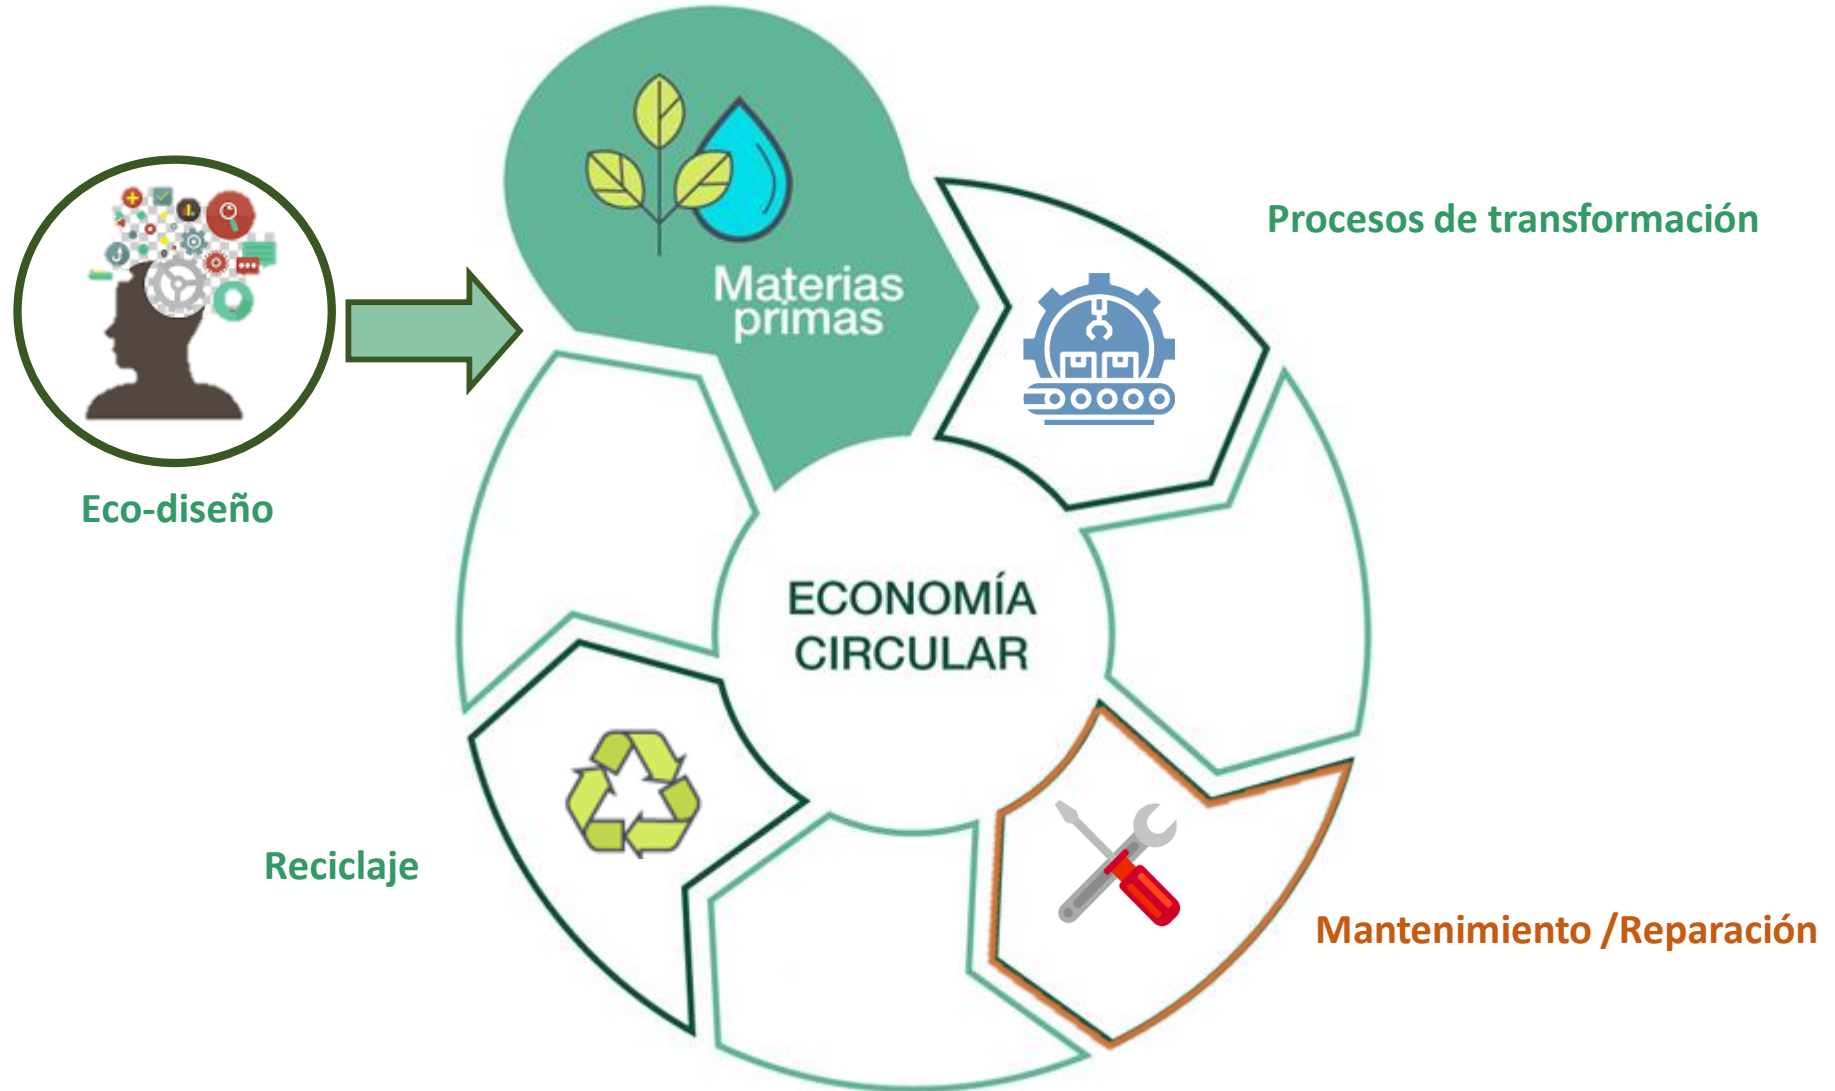 Materias
primas
Procesos de transformación
Eco-diseño
ECONOMÍA
CIRCULAR
Reciclaje
Mantenimiento /Reparación